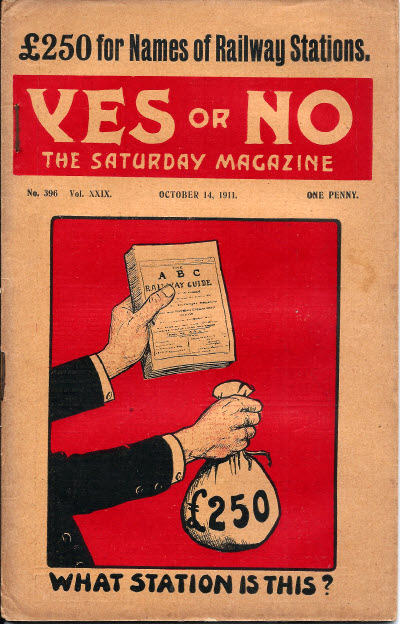 £250 for Names of Railway Stations.
YES OR NO
THE SATURDAY MAGAZINE
No. 396 Vol. XXIX. OCTOBER 14, 1911. ONE PENNY.
THE
A B C
RAILWAY GUIDE
£250
WHAT STATION IS THIS?